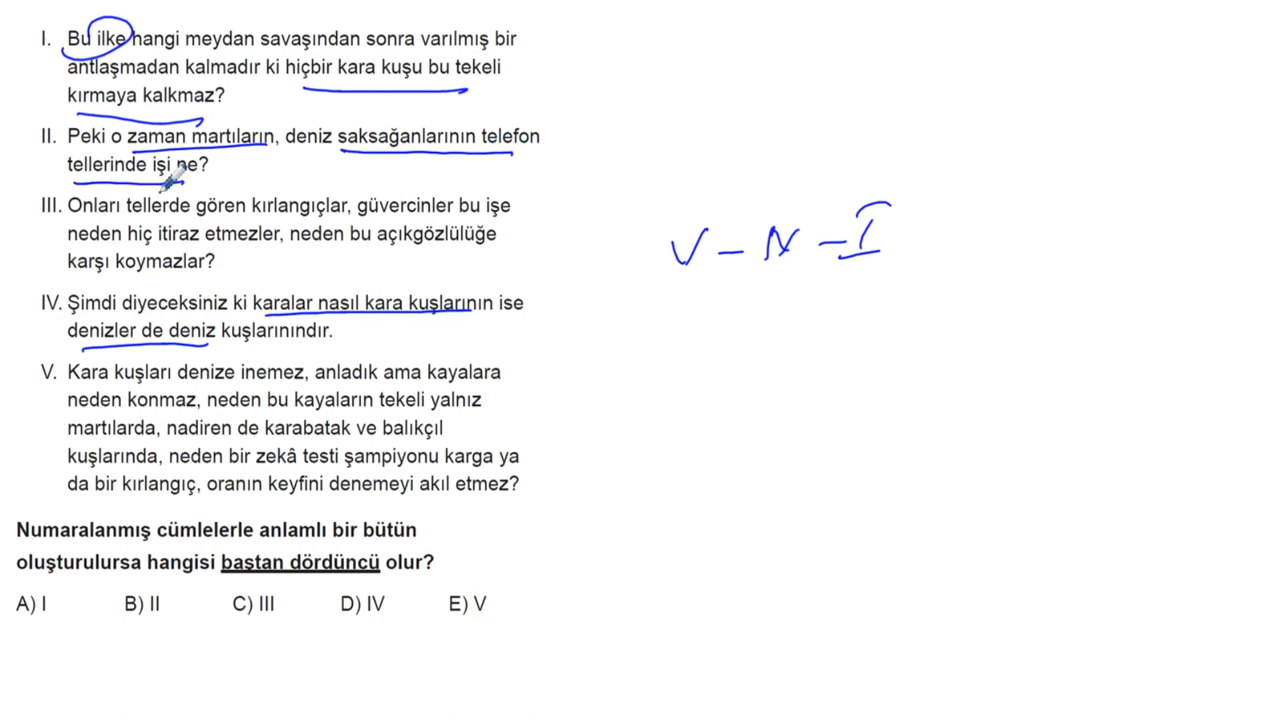 I. Bu ilke hangi meydan savaşından sonra varılmış bir
antlaşmadan kalmadır ki hiçbir kara kuşu bu tekeli
kırmaya kalkmaz?
II. Peki o zaman martıların, deniz saksağanlarının telefon
tellerinde işi ne?
III. Onları tellerde gören kırlangıçlar, güvercinler bu işe
neden hiç itiraz etmezler, neden bu açıkgözlülüğe
karşı koymazlar?
IV. Şimdi diyeceksiniz ki karalar nasıl kara kuşlarının ise
denizler de deniz kuşlarınındır.
V. Kara kuşları denize inemez, anladık ama kayalara
neden konmaz, neden bu kayaların tekeli yalnız
martılarda, nadiren de karabatak ve balıkçıl
kuşlarında, neden bir zekâ testi şampiyonu karga ya
da bir kırlangıç, oranın keyfini denemeyi akıl etmez?
V – IV – I
Numaralanmış cümlelerle anlamlı bir bütün
oluşturulursa hangisi baştan dördüncü olur?
A) I B) II C) III D) IV E) V